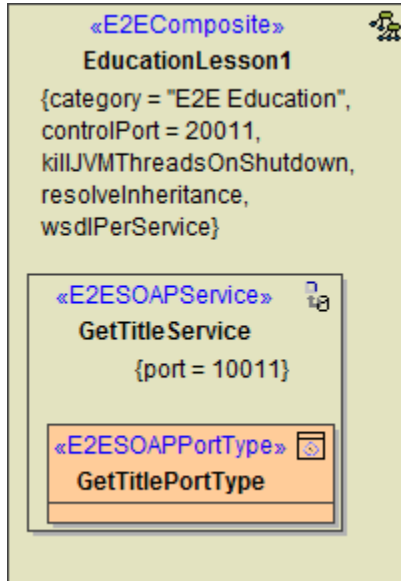 «E2EComposite»
EducationLesson1
{category = "E2E Education",
controlPort = 20011,
killJVMThreadsOnShutdown,
resolveInheritance,
wsdlPerService}
«E2ESOAPService»
GetTitleService
{port = 10011}
«E2ESOAPPortType»
GetTitlePortType